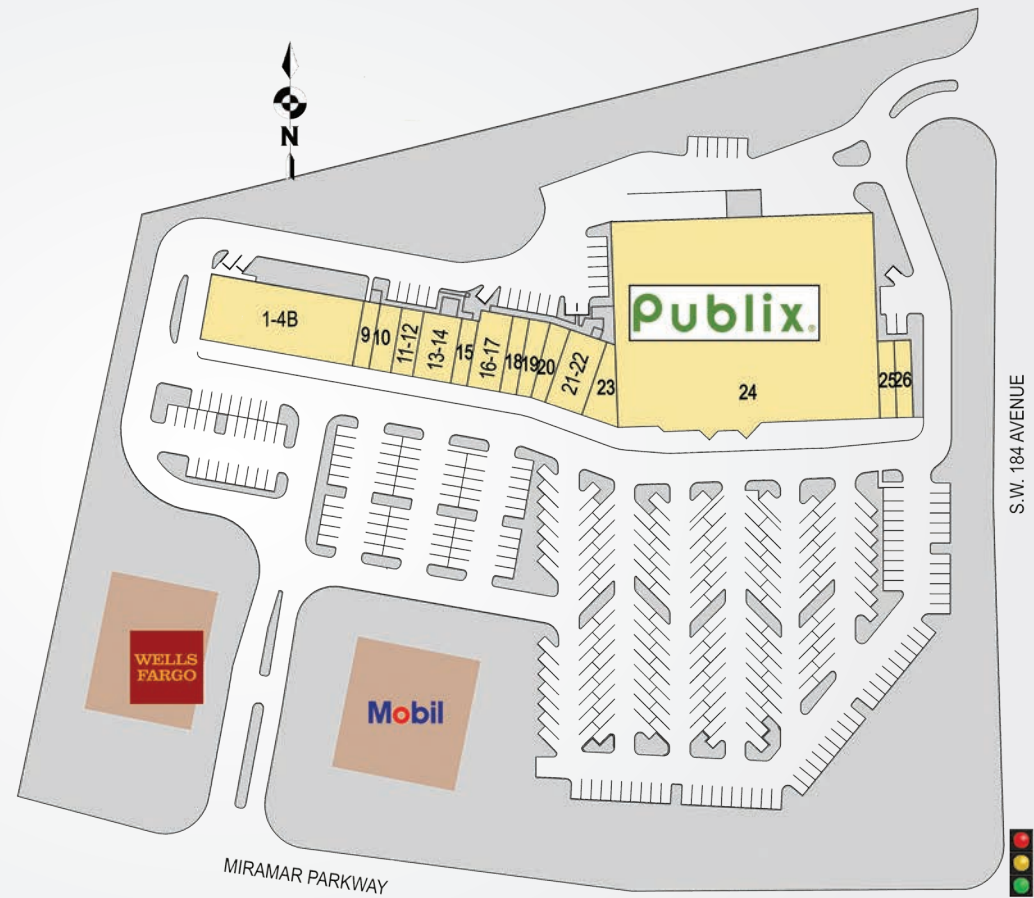 N
1-4B
9
10
11-12
13-14
15
16-17
18
19
20
21-22
23
Publix.
24
25
26
S.W. 184 AVENUE
WELLS
FARGO
Mobil
MIRAMAR PARKWAY